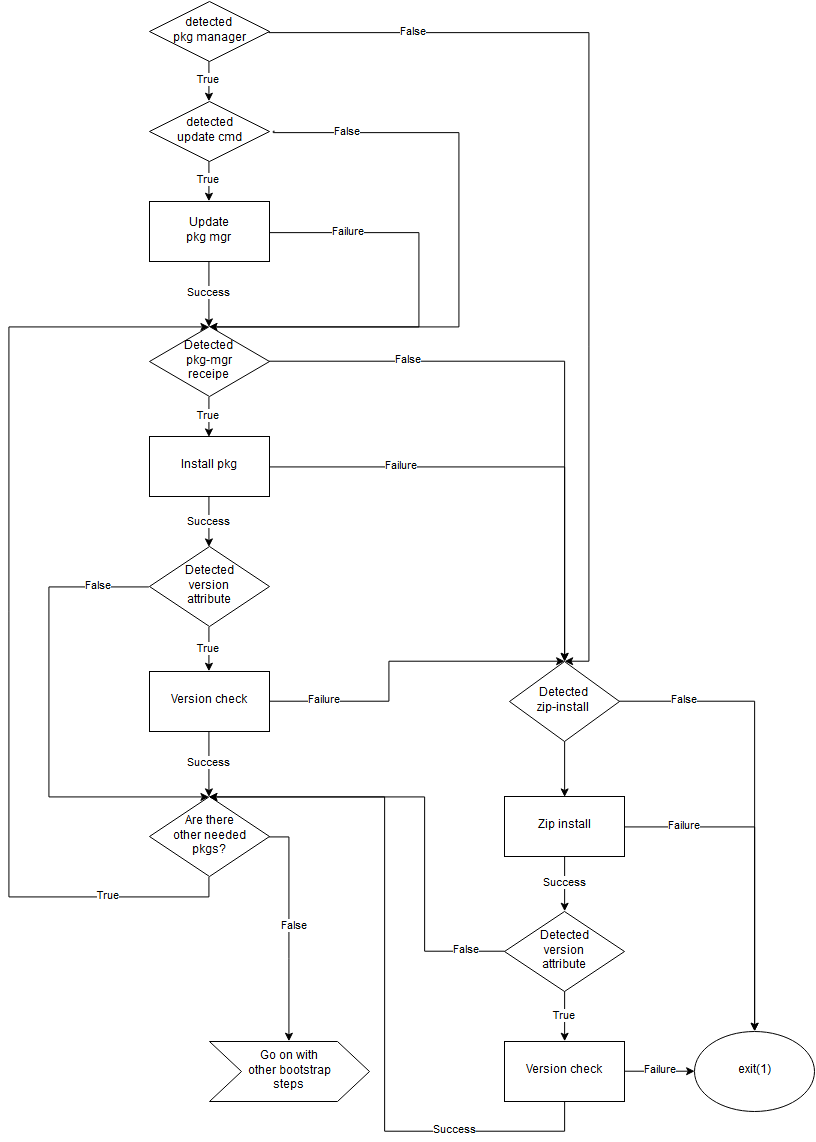 detected
pkg manager
False
True
detected
update cmd
False
True
Update
pkg mgr
Failure
Success
Detected
pkg-mgr
receipe
False
True
Install pkg
Failure
Success
Detected
version
attribute
False
True
Version check
Failure
Success
Detected
zip-install
False
Are there
other needed
pkgs?
True
False
Zip install
Failure
Success
Detected
version
attribute
False
True
Go on with
other bootstrap
steps
Version check
Failure
exit(1)
Success